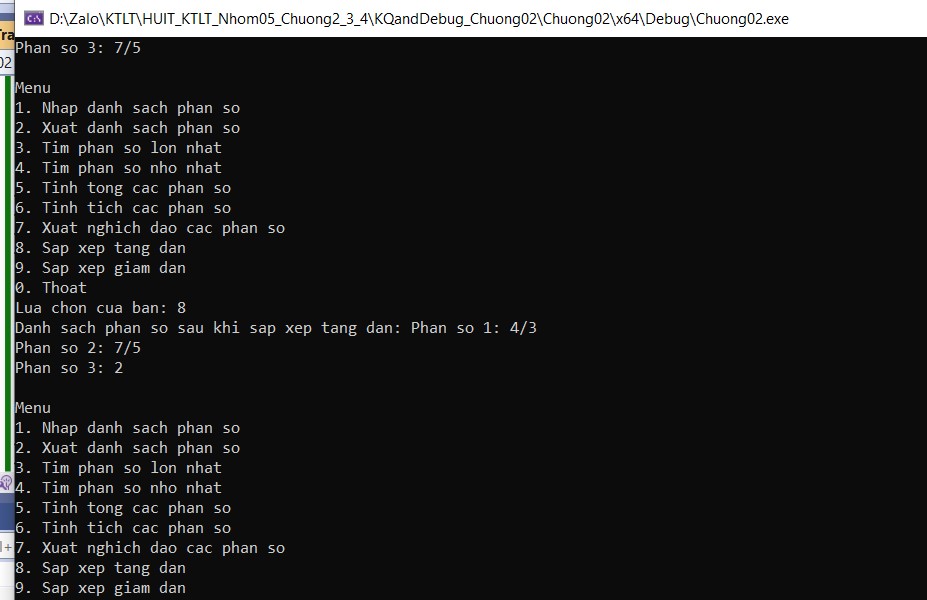 D:\Zalo\KTLT\HUIT_KTLT_Nhom05_Chuong2_3_4\KQandDebug_Chuong02\Chuong02\x64\Debug\Chuong02.exe
Phan so 3: 7/5
Menu
1. Nhap danh sach phan so
2. Xuat danh sach phan so
3. Tim phan so lon nhat
4. Tim phan so nho nhat
5. Tinh tong cac phan so
6. Tinh tich cac phan so
7. Xuat nghich dao cac phan so
8. Sap xep tang dan
9. Sap xep giam dan
0. Thoat
Lua chon cua ban: 8
Danh sach phan so sau khi sap xep tang dan: Phan so 1: 4/3
Phan so 2: 7/5
Phan so 3: 2
Menu
1. Nhap danh sach phan so
2. Xuat danh sach phan so
3. Tim phan so lon nhat
4. Tim phan so nho nhat
5. Tinh tong cac phan so
6. Tinh tich cac phan so
7. Xuat nghich dao cac phan so
8. Sap xep tang dan
9. Sap xep giam dan